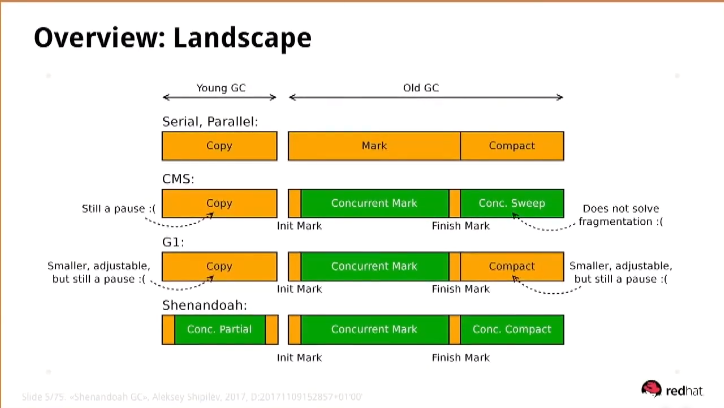 Overview: Landscape
Young GC
Old GC
Serial, Parallel:
Copy
Mark
Compact
CMS:
Still a pause :(
Copy
Concurrent Mark
Conc. Sweep
Does not solve
fragmentation :(
Init Mark
Finish Mark
G1:
Smaller, adjustable,
but still a pause :(
Copy
Concurrent Mark
Compact
Smaller, adjustable,
but still a pause :(
Init Mark
Finish Mark
Shenandoah:
Conc. Partial
Concurrent Mark
Conc. Compact
Init Mark
Finish Mark
Slide 5/75. «Shenandoah GC», Aleksey Shipilev, 2017, D:20171109152857+01'00'
redhat